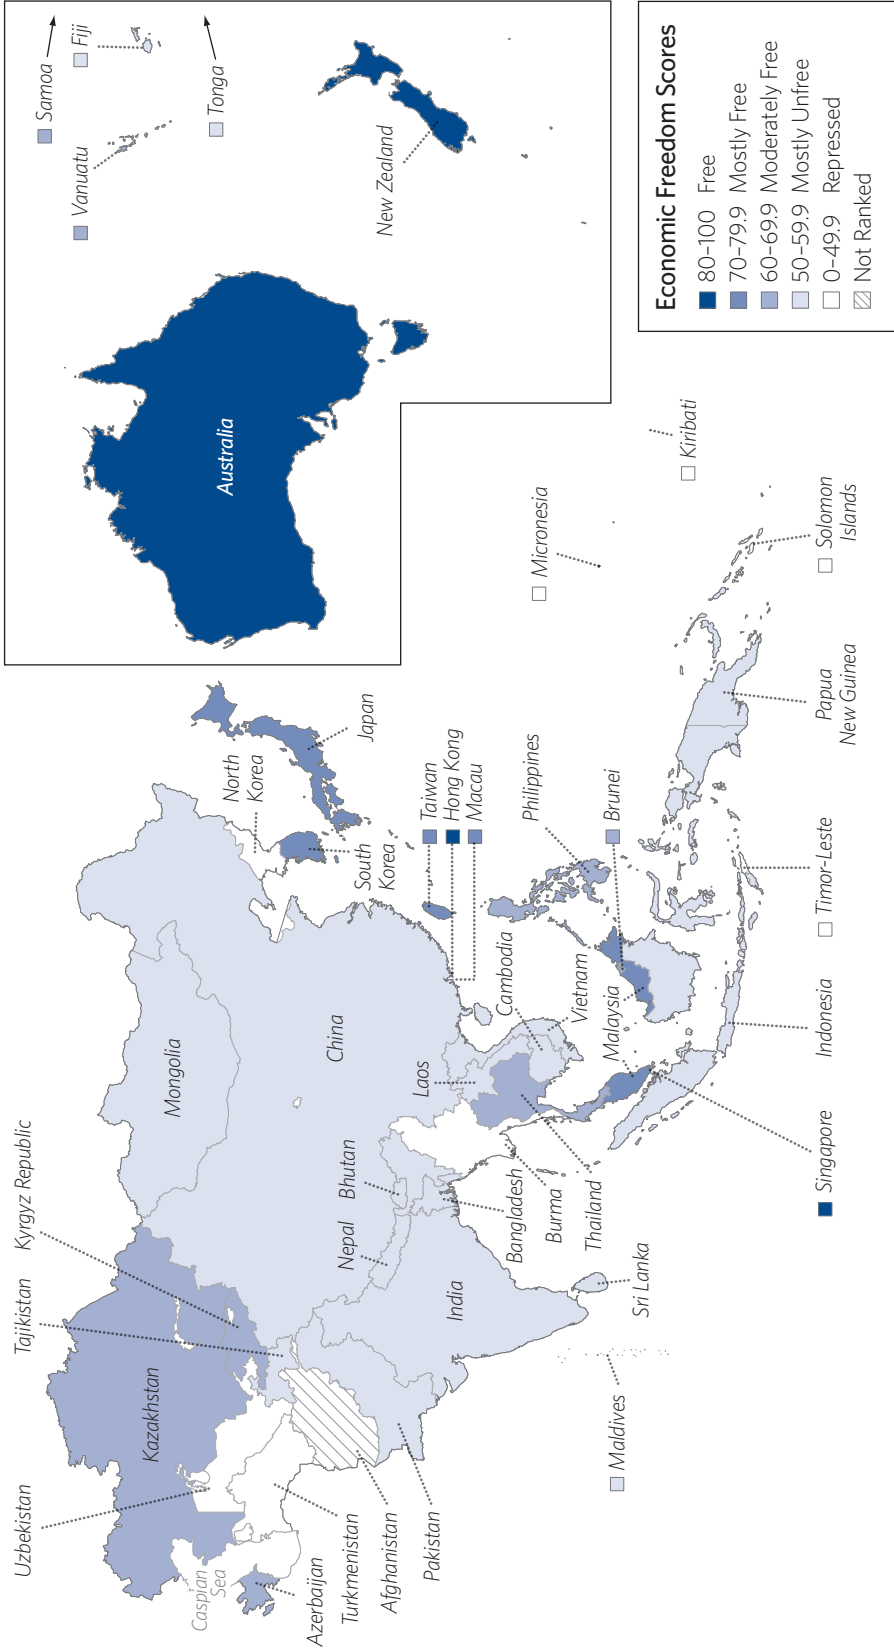 Kazakhstan
Uzbekistan
Tajikistan
Kyrgyz Republic
Caspian
Sea
Azerbaijan
Turkmenistan
Afghanistan
Pakistan
Mongolia
China
Nepal
Bhutan
India
Bangladesh
Burma
Thailand
Laos
Cambodia
Vietnam
Malaysia
Sri Lanka
Maldives
Singapore
Indonesia
Timor-Leste
Papua
New Guinea
Solomon
Islands
Kiribati
Micronesia
North
Korea
South
Korea
Japan
Taiwan
Hong Kong
Macau
Philippines
Brunei
Australia
New Zealand
Vanuatu
Samoa
Fiji
Tonga
Economic Freedom Scores
80–100 Free
70–79.9 Mostly Free
60–69.9 Moderately Free
50–59.9 Mostly Unfree
0–49.9 Repressed
Not Ranked